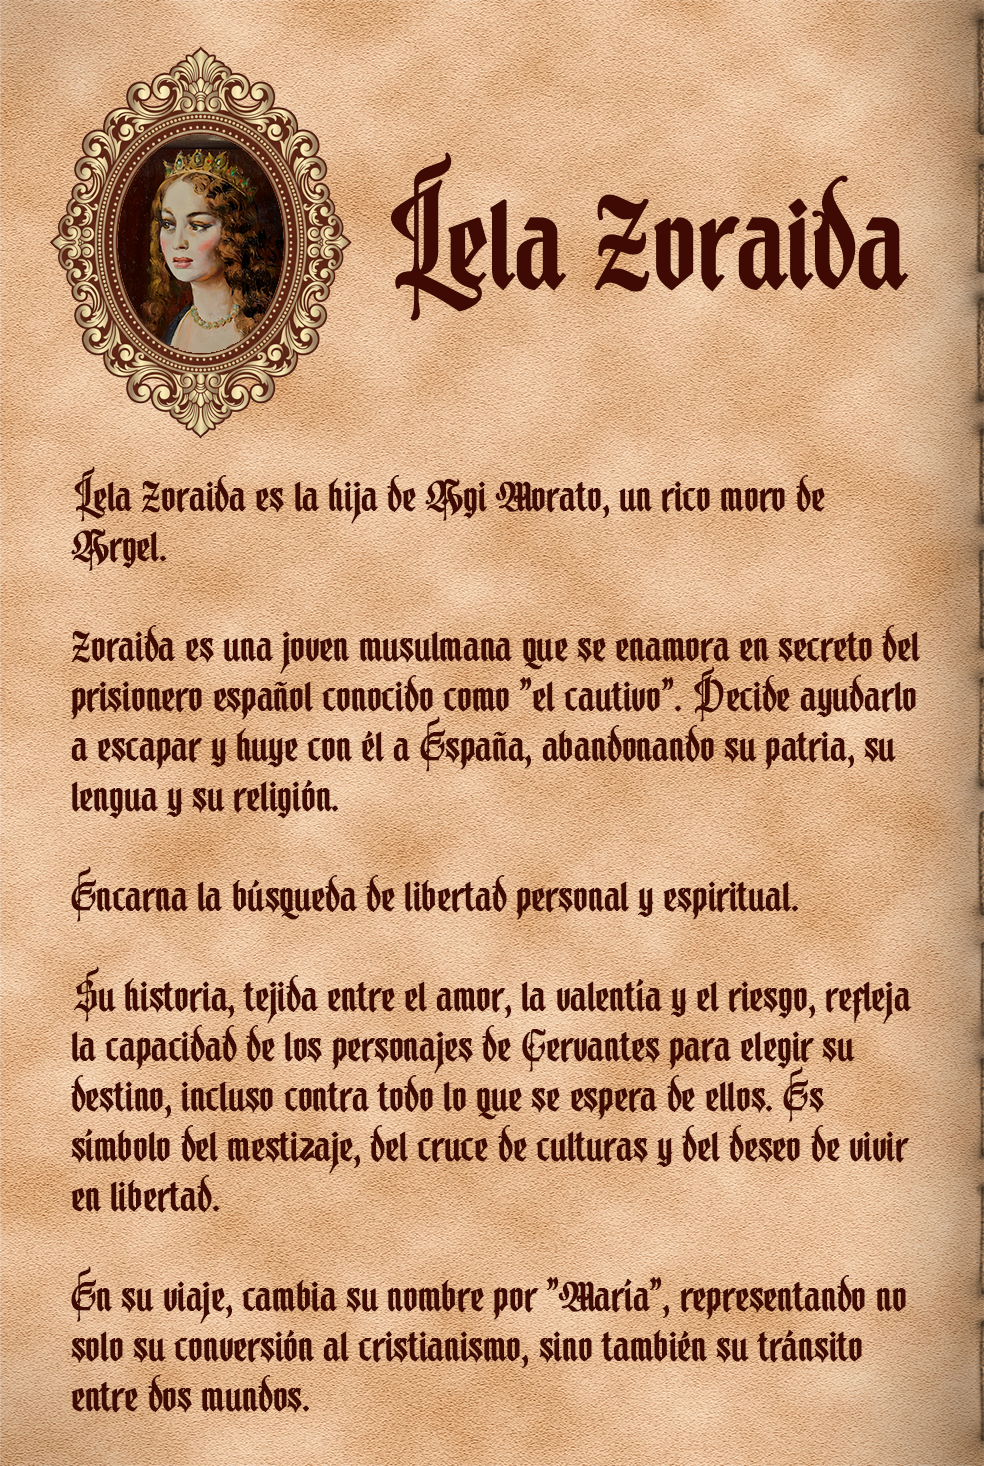 Lela Zoraida
Lela Zoraida es la hija de Agi Morato, un rico moro de
Argel.
Zoraida es una joven musulmana que se enamora en secreto del
prisionero español conocido como "el cautivo". Decide ayudarlo
a escapar y huye con él a España, abandonando su patria, su
lengua y su religión.
Encarna la búsqueda de libertad personal y espiritual.
Su historia, tejida entre el amor, la valentía y el riesgo, refleja
la capacidad de los personajes de Cervantes para elegir su
destino, incluso contra todo lo que se espera de ellos. Es
símbolo del mestizaje, del cruce de culturas y del deseo de vivir
en libertad.
En su viaje, cambia su nombre por "María", representando no
solo su conversión al cristianismo, sino también su tránsito
entre dos mundos.